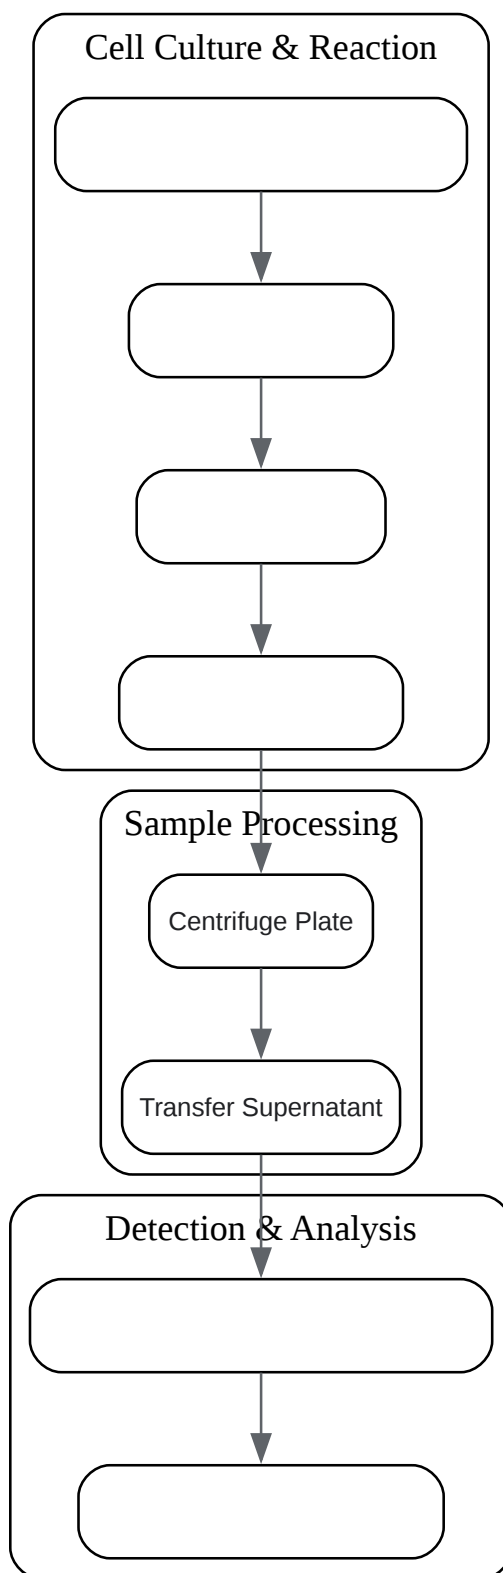 Cell Culture & Reaction
Sample Processing
Centrifuge Plate
Transfer Supernatant
Detection & Analysis